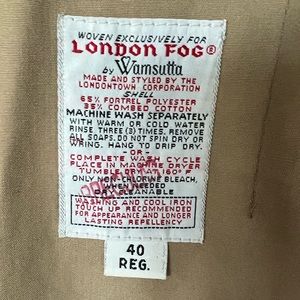 WOVEN EXCLUSIVELY FOR
LONDON FOG®
by Wamsutta
MADE AND STYLED BY THE
LONDONTOWN CORPORATION
SHELL
65% FORTREL POLYESTER
35% COMBED COTTON
MACHINE WASH SEPARATELY
WITH WARM OR COLD WATER
RINSE THREE (3) TIMES. REMOVE
ALL SOAPS. DO NOT SPIN DRY OR
WRING. HANG TO DRIP DRY.
-OR-
COMPLETE WASH CYCLE
PLACE IN MACHINE DRYER
TUMBLE DRY AT 160°F
ONLY NON-CHLORINE BLEACH,
WHEN NEEDED
DRY CLEANABLE
WASHING AND COOL IRON
TOUCH UP RECOMMENDED
FOR APPEARANCE AND LONGER
LASTING REPELLENCY
40
REG.